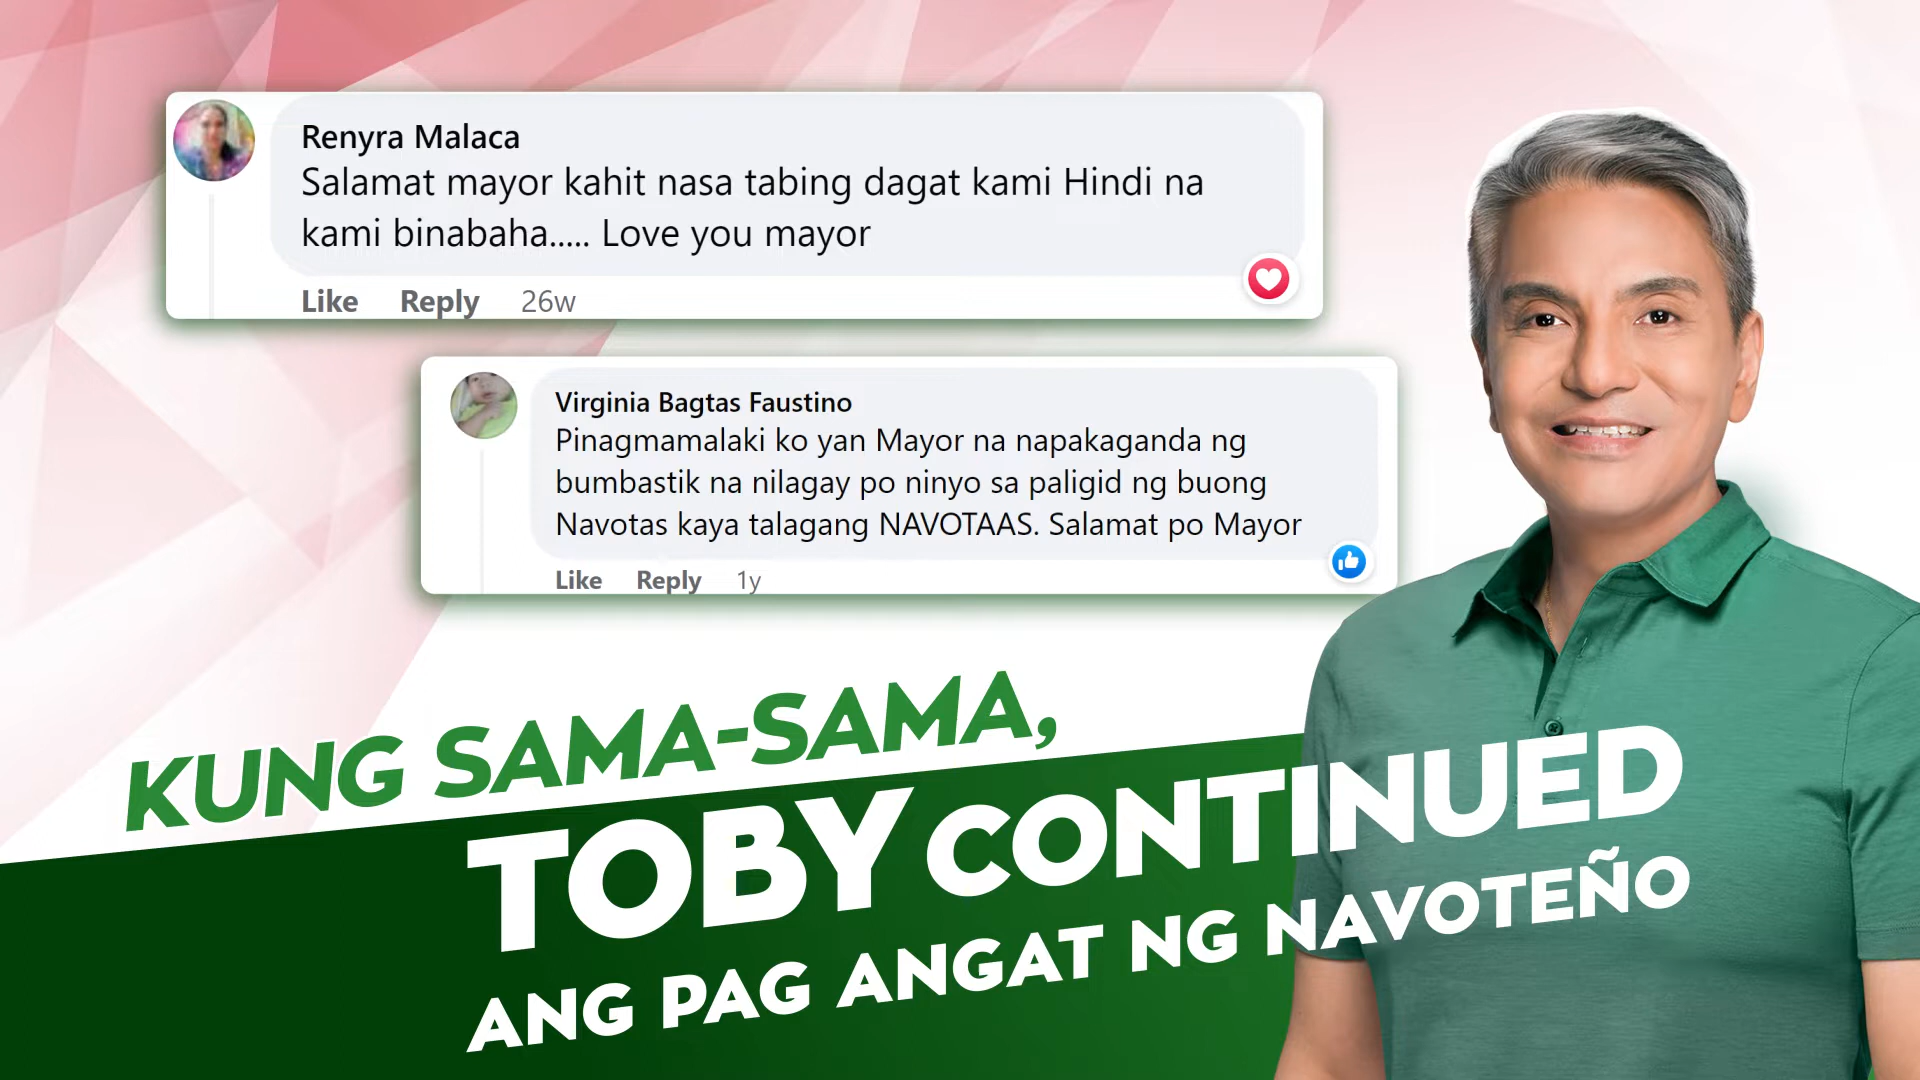 Renyra Malaca
Salamat mayor kahit nasa tabing dagat kami Hindi na
kami binabaha..... Love you mayor
Like Reply 26w
Virginia Bagtas Faustino
Pinagmamalaki ko yan Mayor na napakaganda ng
bumbastik na nilagay po ninyo sa paligid ng buong
Navotas kaya talagang NAVOTAAS. Salamat po Mayor
Like Reply 1y
KUNG SAMA-SAMA,
TOBY CONTINUED
ANG PAG ANGAT NG NAVOTEÑO